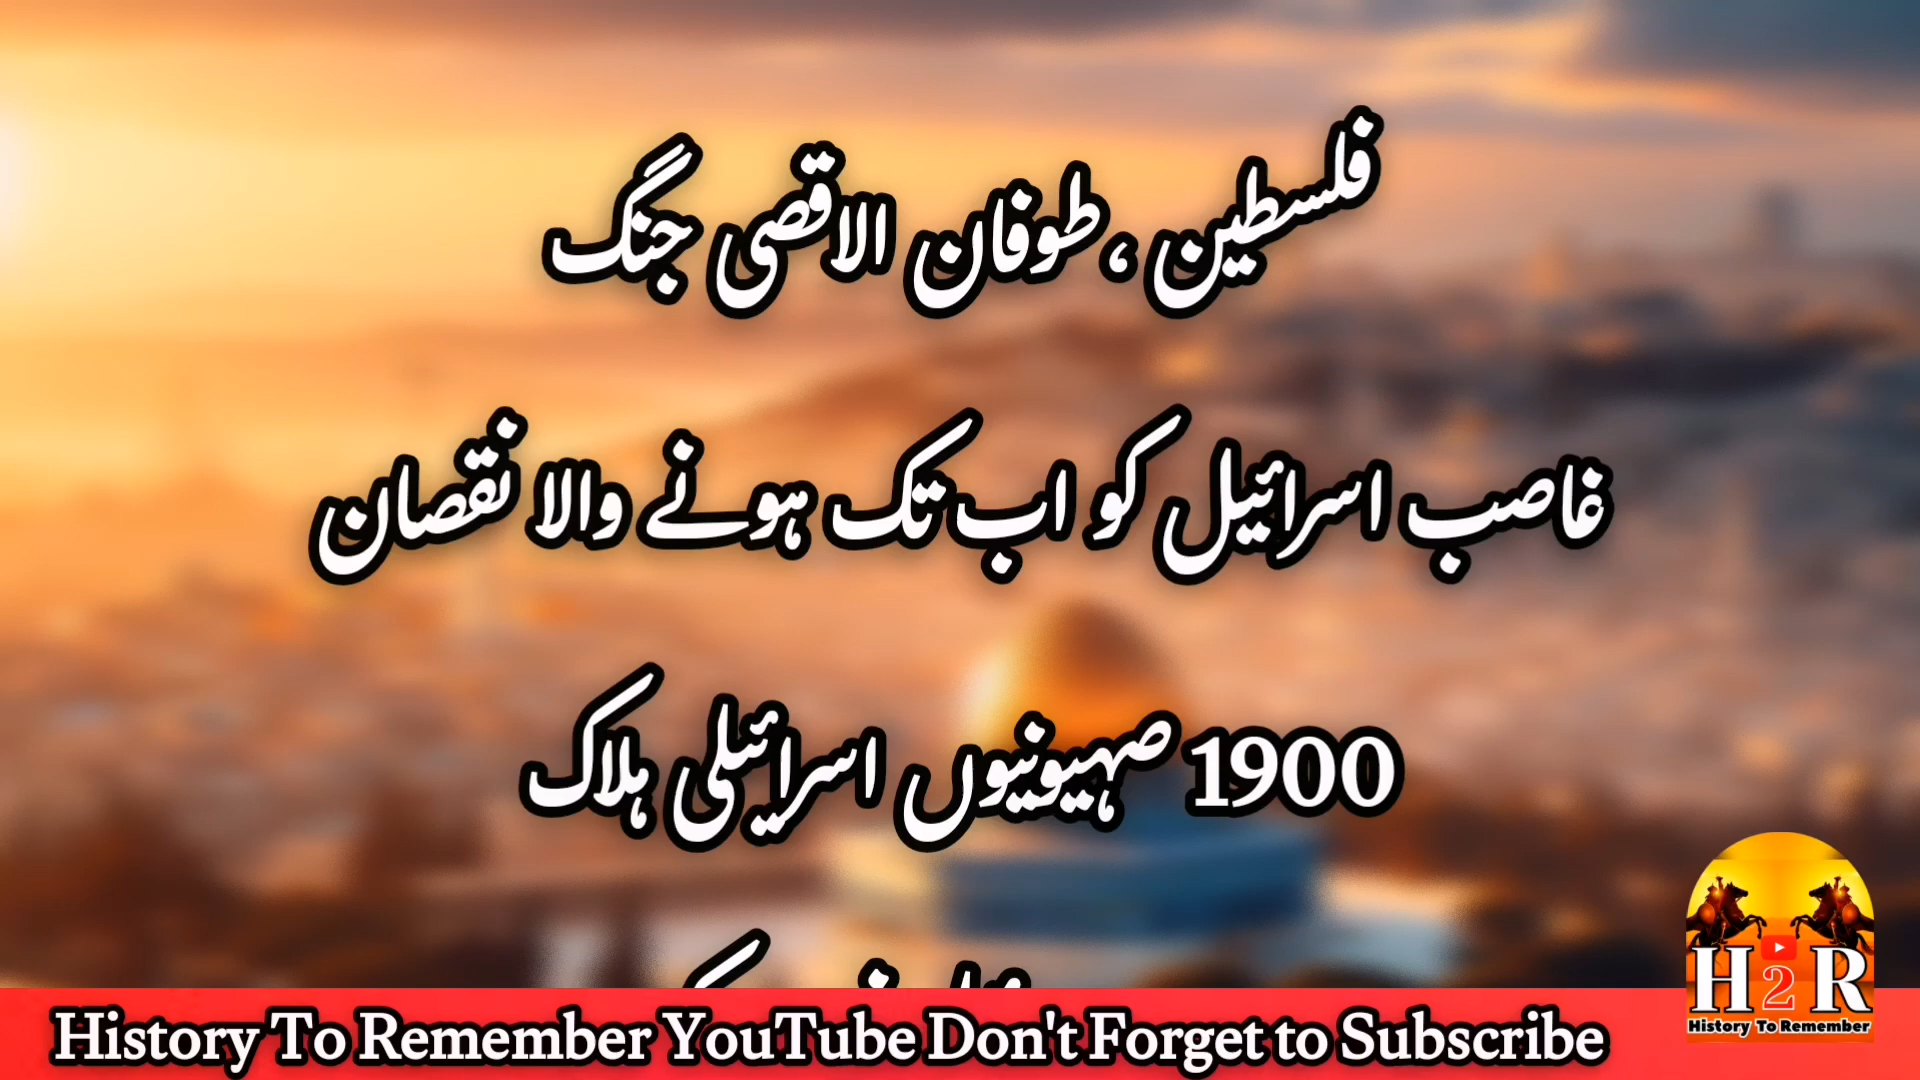 فلسطین ،طوفان الاقصی جنگ
غاصب اسرائیل کو اب تک ہونے والا نقصان
1900 صہیونیوں اسرائیلی ہلاک
H2R
History To Remember
History To Remember YouTube Don't Forget to Subscribe